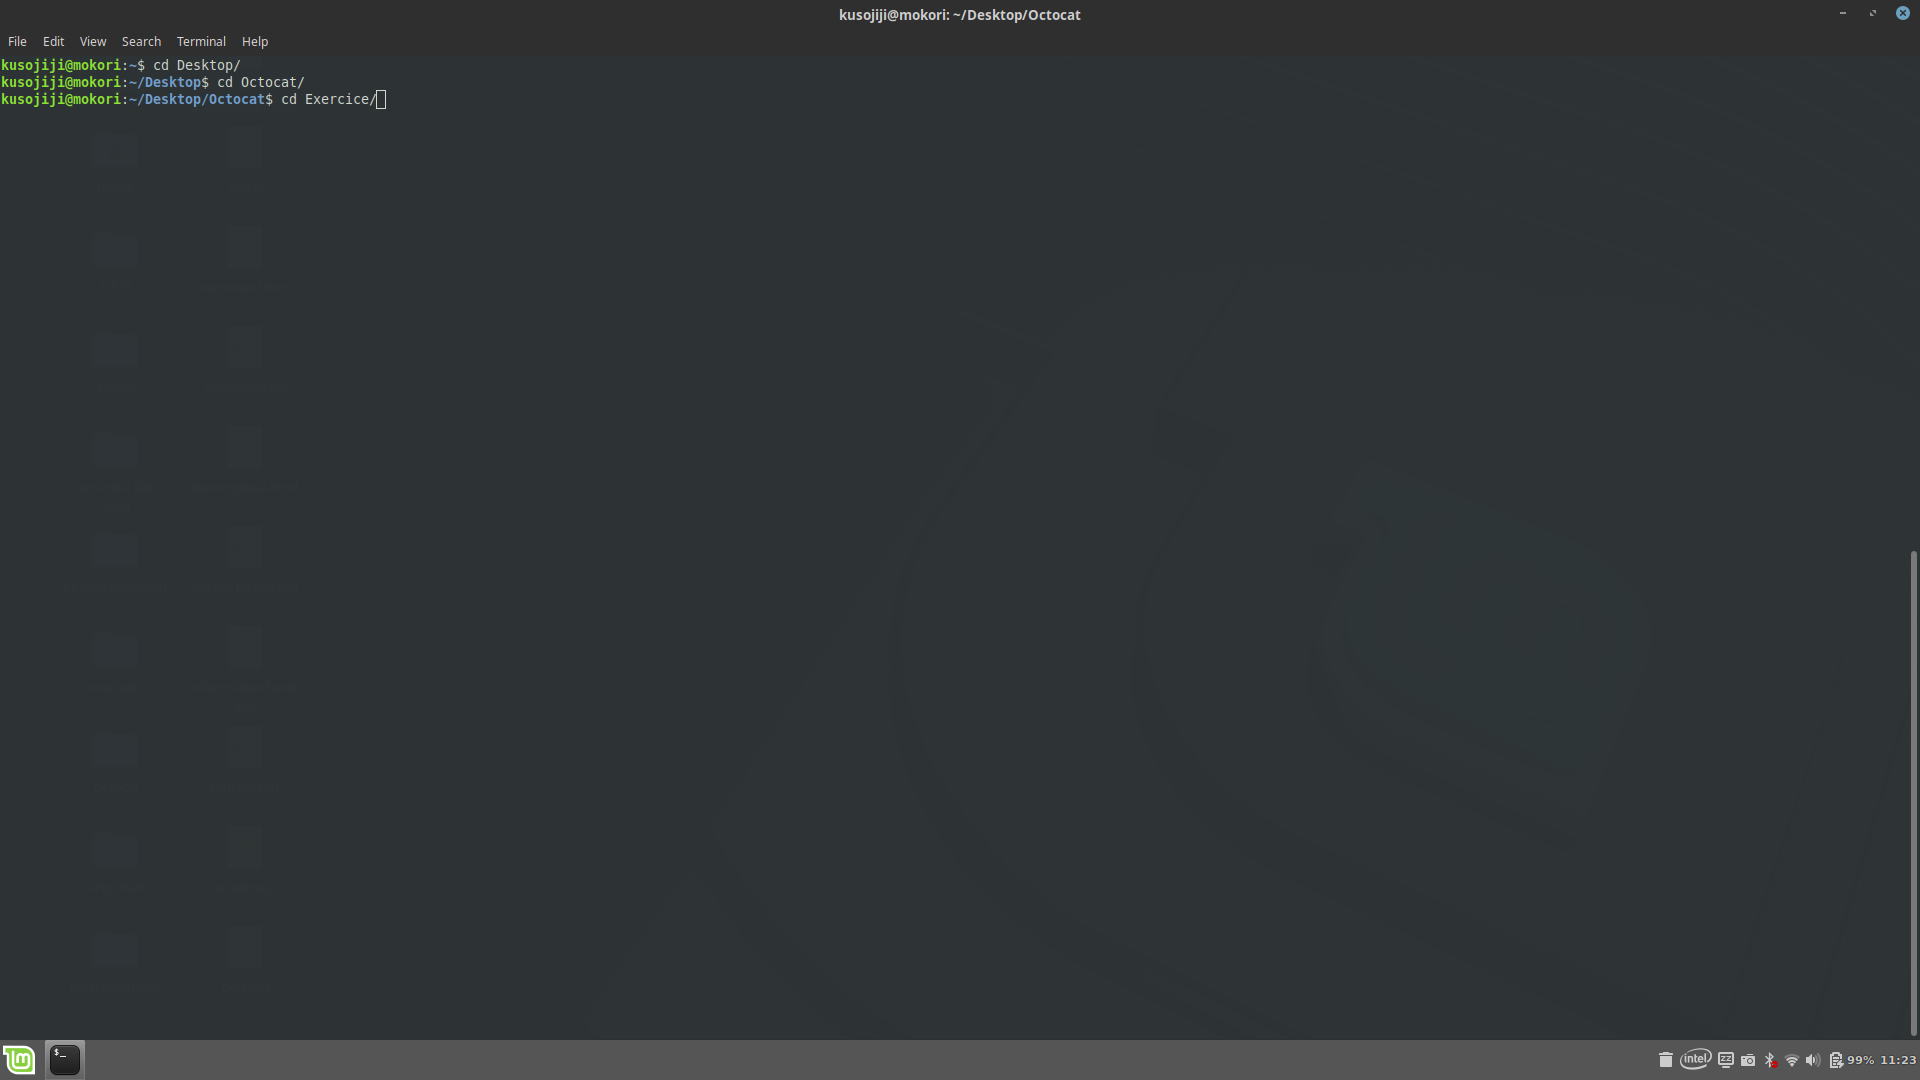 kusojiji@mokori: ~/Desktop/Octocat
File Edit View Search Terminal Help
kusojiji@mokori:~$ cd Desktop/
kusojiji@mokori:~/Desktop$ cd Octocat/
kusojiji@mokori:~/Desktop/Octocat$ cd Exercice/
$_
intel
zz
99% 11:23